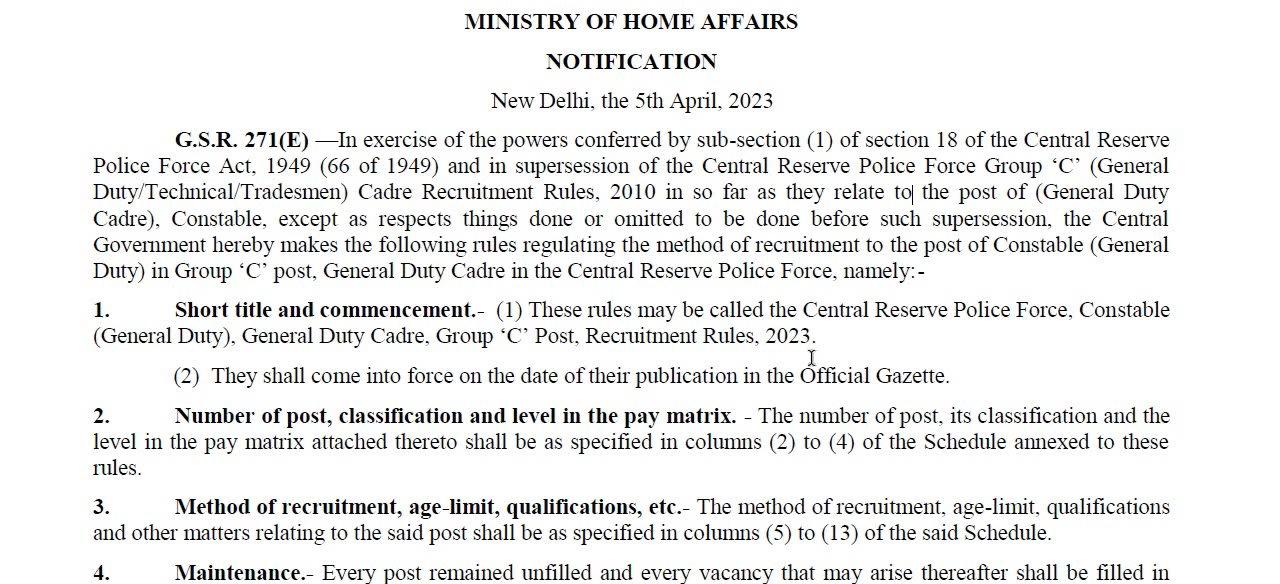 MINISTRY OF HOME AFFAIRS
NOTIFICATION
New Delhi, the 5th April, 2023
G.S.R. 271(E) —In exercise of the powers conferred by sub-section (1) of section 18 of the Central Reserve
Police Force Act, 1949 (66 of 1949) and in supersession of the Central Reserve Police Force Group ‘C’ (General
Duty/Technical/Tradesmen) Cadre Recruitment Rules, 2010 in so far as they relate to the post of (General Duty
Cadre), Constable, except as respects things done or omitted to be done before such supersession, the Central
Government hereby makes the following rules regulating the method of recruitment to the post of Constable (General
Duty) in Group ‘C’ post, General Duty Cadre in the Central Reserve Police Force, namely:-
1. Short title and commencement.- (1) These rules may be called the Central Reserve Police Force, Constable
(General Duty), General Duty Cadre, Group ‘C’ Post, Recruitment Rules, 2023.
(2) They shall come into force on the date of their publication in the Official Gazette.
2. Number of post, classification and level in the pay matrix. - The number of post, its classification and the
level in the pay matrix attached thereto shall be as specified in columns (2) to (4) of the Schedule annexed to these
rules.
3. Method of recruitment, age-limit, qualifications, etc.- The method of recruitment, age-limit, qualifications
and other matters relating to the said post shall be as specified in columns (5) to (13) of the said Schedule.
4. Maintenance.- Every post remained unfilled and every vacancy that may arise thereafter shall be filled in